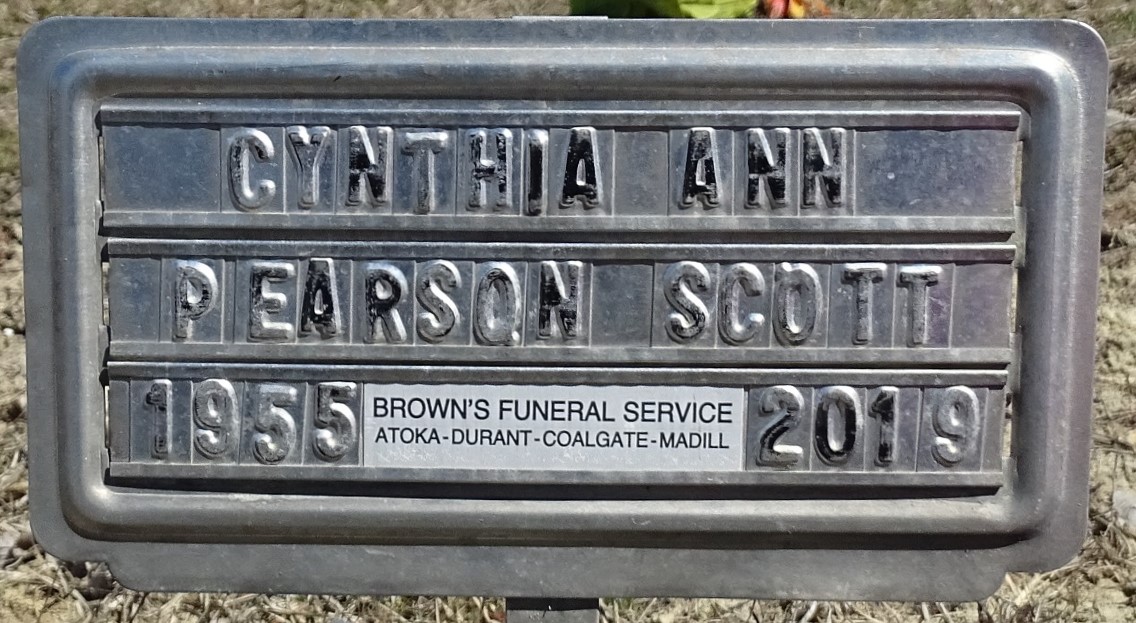 CYNTHIA ANN
PEARSON SCOTT
1955 BROWN'S FUNERAL SERVICE 2019
ATOKA-DURANT-COALGATE-MADILL